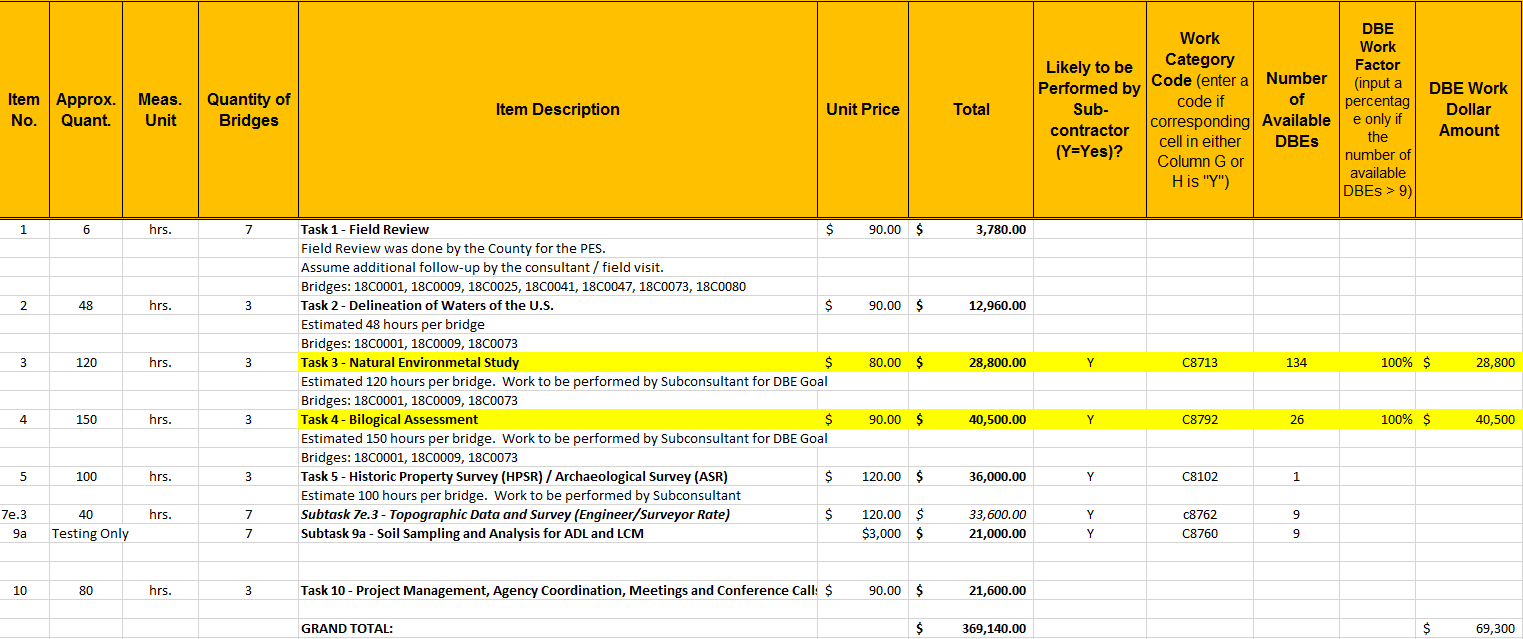 Item No. | Approx. Quant. | Meas. Unit | Quantity of Bridges | Item Description | Unit Price | Total | Likely to be Performed by Sub-contractor (Y=Yes)? | Work Category Code (enter a code if corresponding cell in either Column G or H is "Y") | Number of Available DBEs | DBE Work Factor (input a percentage only if the number of available DBEs > 9) | DBE Work Dollar Amount
1 | 6 | hrs. | 7 | Task 1 - Field Review | $ 90.00 | $ 3,780.00
Field Review was done by the County for the PES.
Assume additional follow-up by the consultant / field visit.
Bridges: 18C0001, 18C0009, 18C0025, 18C0041, 18C0047, 18C0073, 18C0080
2 | 48 | hrs. | 3 | Task 2 - Delineation of Waters of the U.S. | $ 90.00 | $ 12,960.00
Estimated 48 hours per bridge
Bridges: 18C0001, 18C0009, 18C0073
3 | 120 | hrs. | 3 | Task 3 - Natural Environmetal Study | $ 80.00 | $ 28,800.00 | Y | C8713 | 134 | 100% | $ 28,800
Estimated 120 hours per bridge.  Work to be performed by Subconsultant for DBE Goal
Bridges: 18C0001, 18C0009, 18C0073
4 | 150 | hrs. | 3 | Task 4 - Bilogical Assessment | $ 90.00 | $ 40,500.00 | Y | C8792 | 26 | 100% | $ 40,500
Estimated 150 hours per bridge.  Work to be performed by Subconsultant for DBE Goal
Bridges: 18C0001, 18C0009, 18C0073
5 | 100 | hrs. | 3 | Task 5 - Historic Property Survey (HPSR) / Archaeological Survey (ASR) | $ 120.00 | $ 36,000.00 | Y | C8102 | 1
Estimate 100 hours per bridge.  Work to be performed by Subconsultant
7e.3 | 40 | hrs. | 7 | Subtask 7e.3 - Topographic Data and Survey (Engineer/Surveyor Rate) | $ 120.00 | $ 33,600.00 | Y | c8762 | 9
9a | Testing Only | 7 | Subtask 9a - Soil Sampling and Analysis for ADL and LCM | $3,000 | $ 21,000.00 | Y | C8760 | 9
10 | 80 | hrs. | 3 | Task 10 - Project Management, Agency Coordination, Meetings and Conference Calls | $ 90.00 | $ 21,600.00
GRAND TOTAL: | $ 369,140.00 | $ 69,300